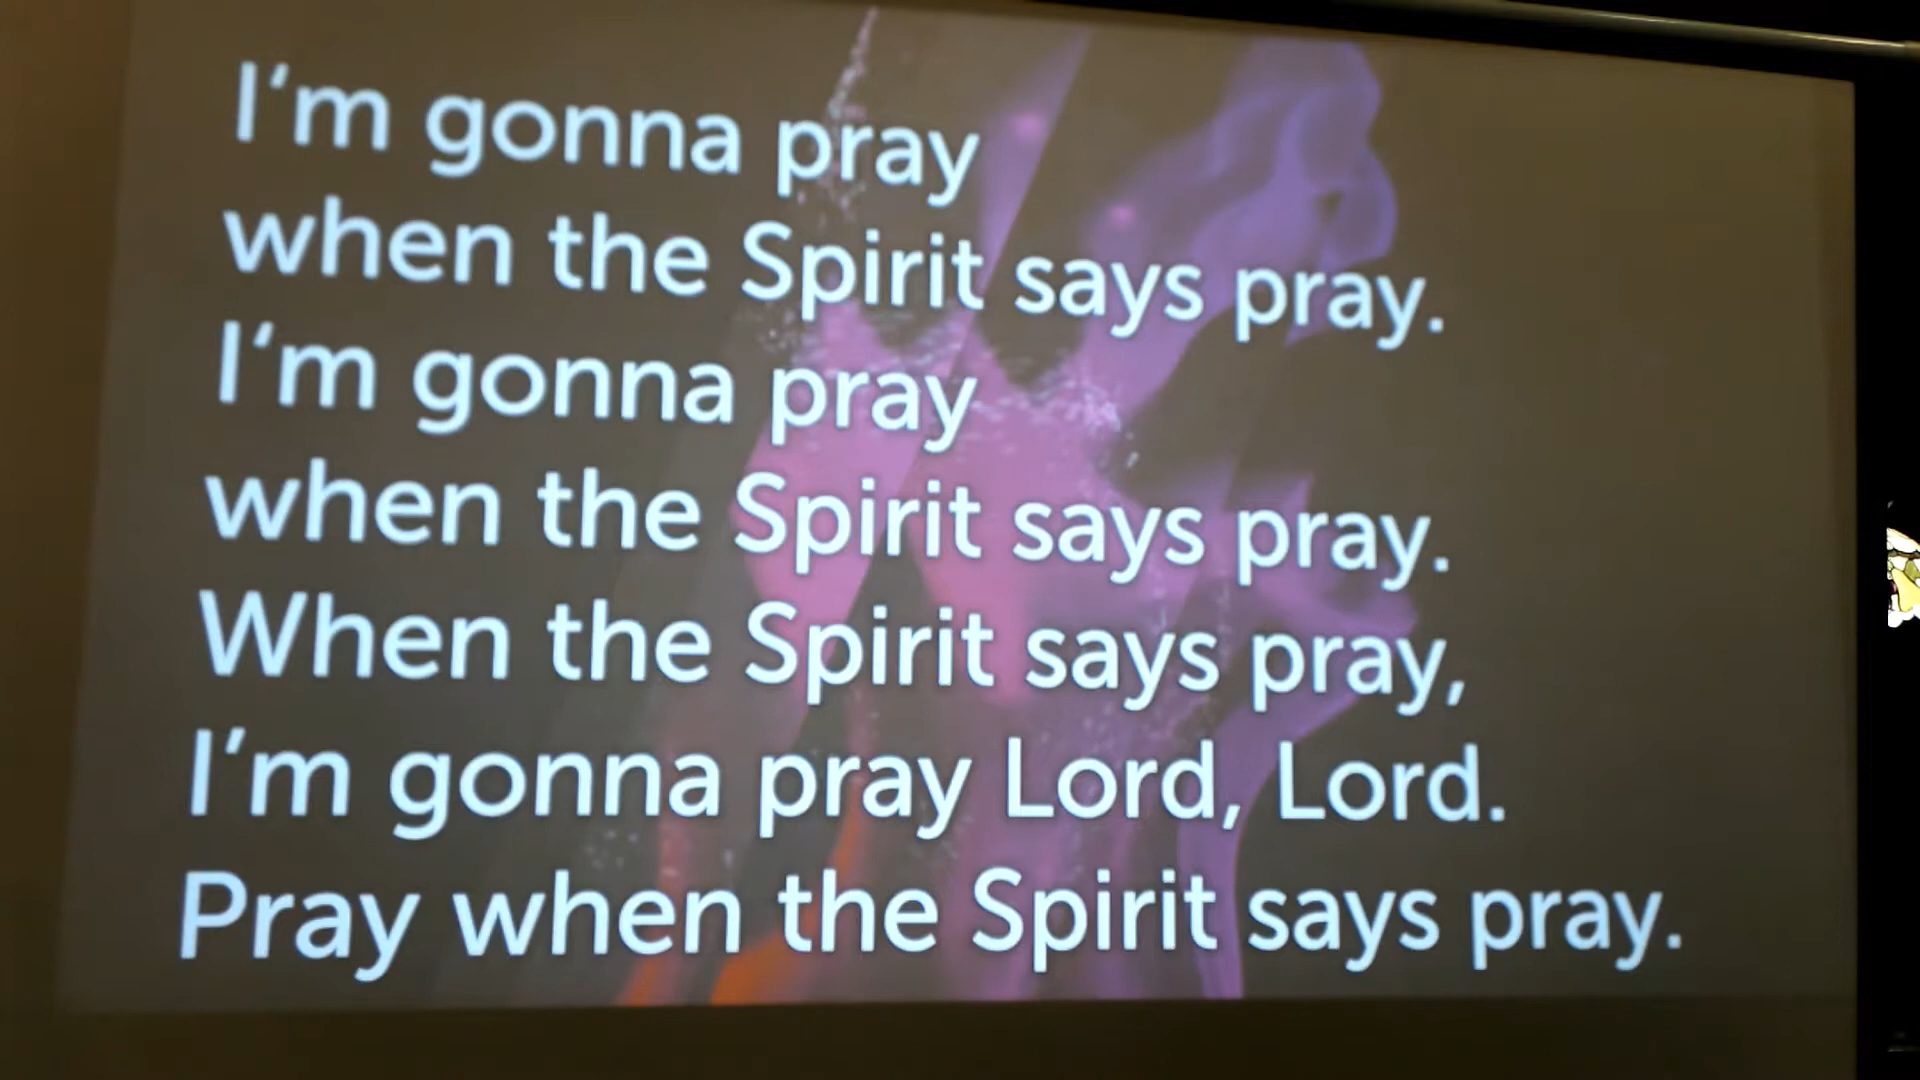 I‘m gonna pray
when the Spirit says pray.
I‘m gonna pray
when the Spirit says pray.
When the Spirit says pray,
I’m gonna pray Lord, Lord.
Pray when the Spirit says pray.